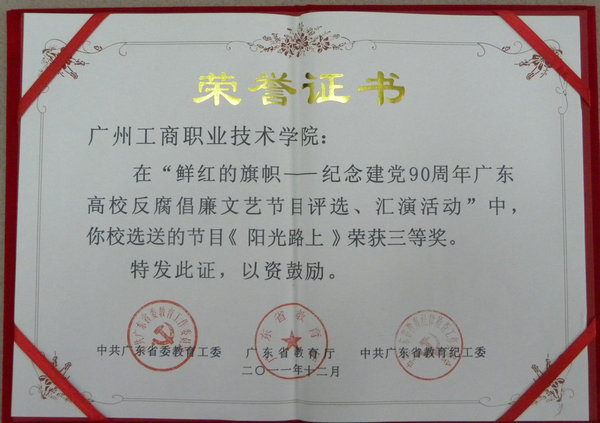 荣誉证书
广州工商职业技术学院：
在“鲜红的旗帜——纪念建党90周年广东
高校反腐倡廉文艺节目评选、汇演活动”中，
你校选送的节目《 阳光路上 》荣获三等奖。
特发此证，以资鼓励。
中共广东省委教育工委 广东省教育厅 中共广东省教育纪工委
二〇一一年十二月